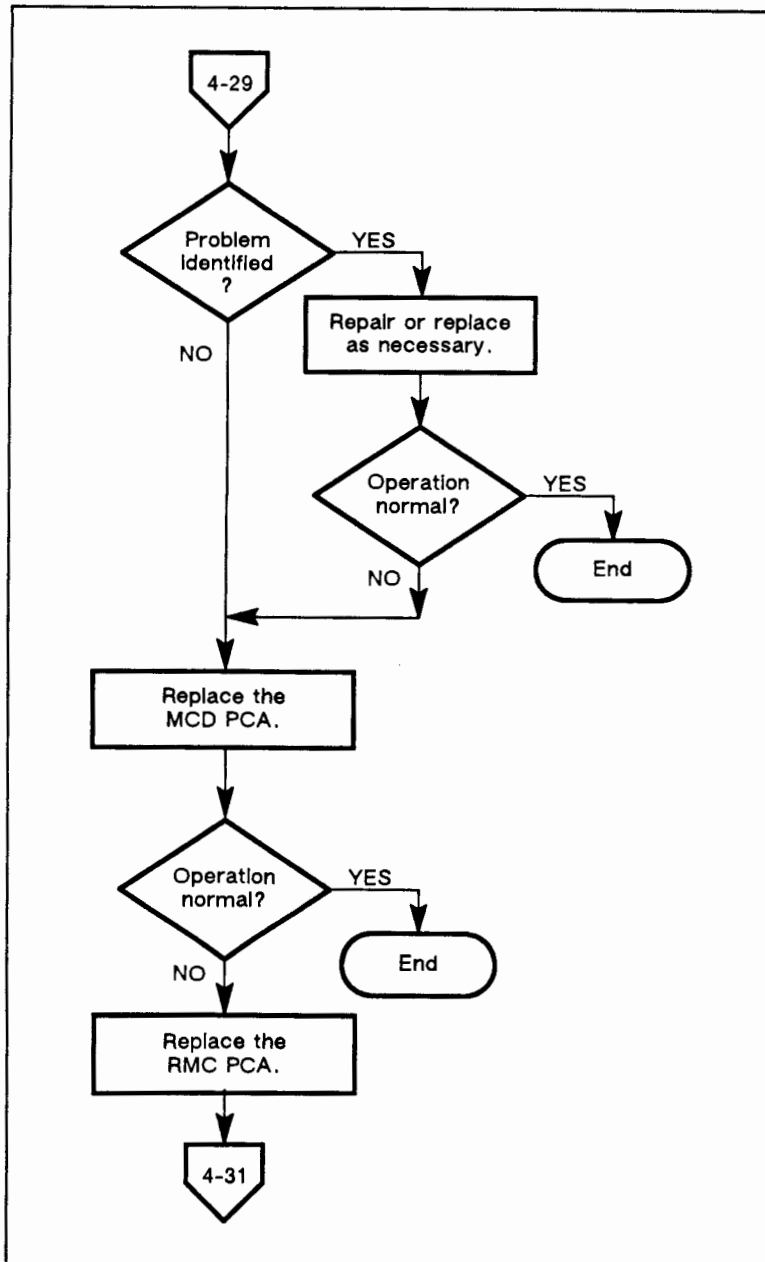 4-29
Problem
identified
?
YES
NO
Repair or replace
as necessary.
Operation
normal?
YES
NO
End
Replace the
MCD PCA.
Operation
normal?
YES
NO
End
Replace the
RMC PCA.
4-31